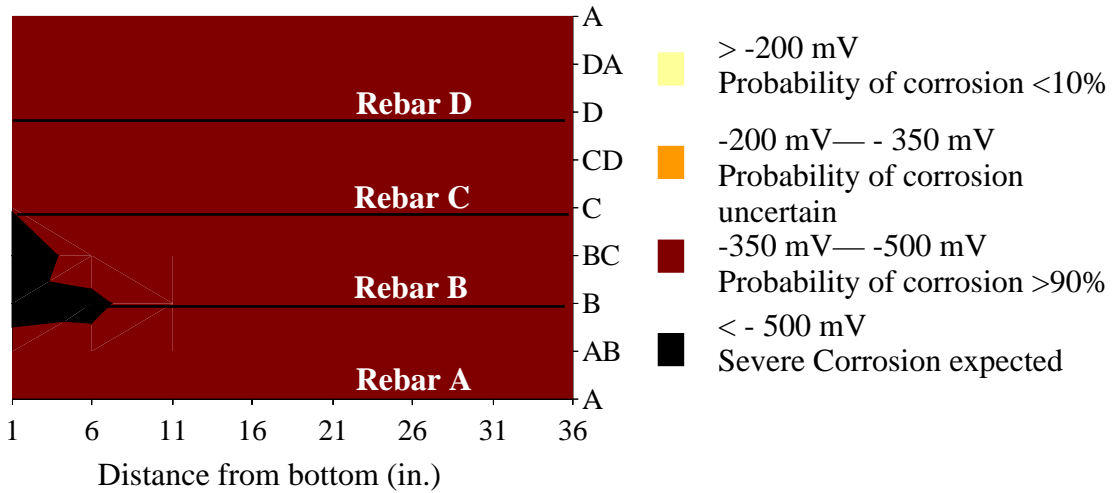 A
DA
Rebar D
D
CD
Rebar C
C
BC
Rebar B
B
AB
Rebar A
A
1 6 11 16 21 26 31 36
Distance from bottom (in.)
> -200 mV
Probability of corrosion <10%
-200 mV— - 350 mV
Probability of corrosion
uncertain
-350 mV— -500 mV
Probability of corrosion >90%
< - 500 mV
Severe Corrosion expected